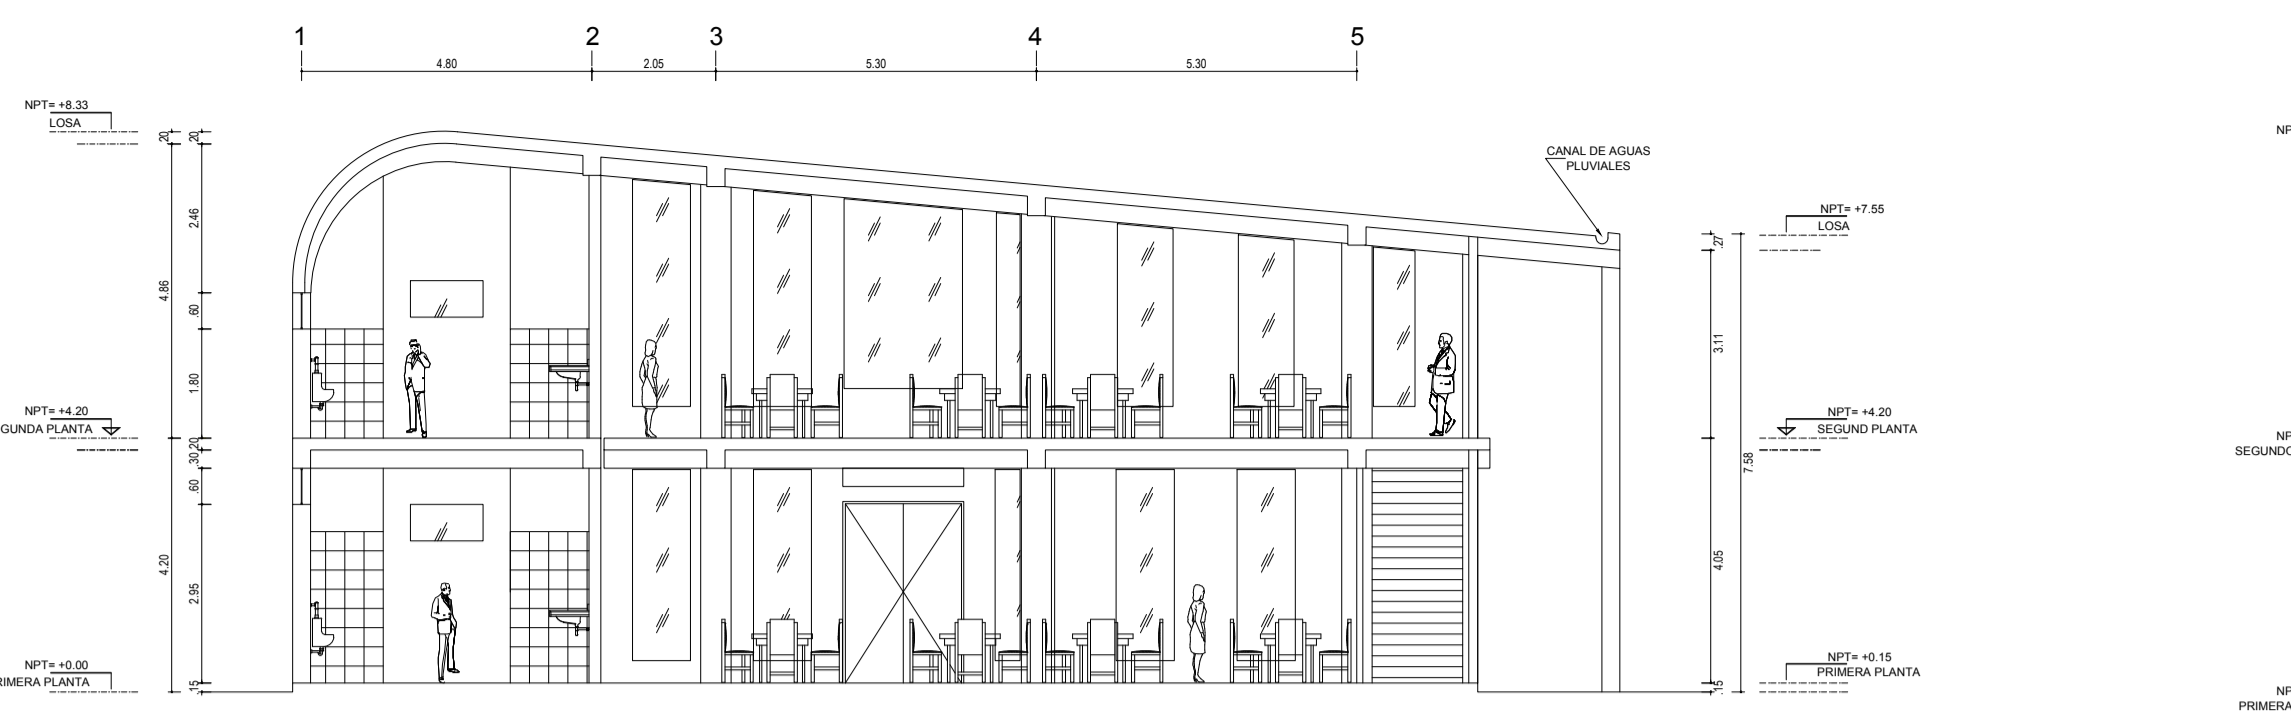 1 2 3 4 5
4.80 2.05 5.30 5.30
NPT= +8.33
LOSA
.20 .20
CANAL DE AGUAS
PLUVIALES
NPT= +7.55
LOSA
2.46
.27
4.86
.60
3.11
1.80
NPT= +4.20
GUNDA PLANTA
NPT= +4.20
SEGUND PLANTA
.20
.30
.60
7.58
4.20
2.95
4.05
NPT= +0.00
RIMERA PLANTA
NPT= +0.15
PRIMERA PLANTA
.15
.15
NP
NP
SEGUNDO
NP
PRIMERA